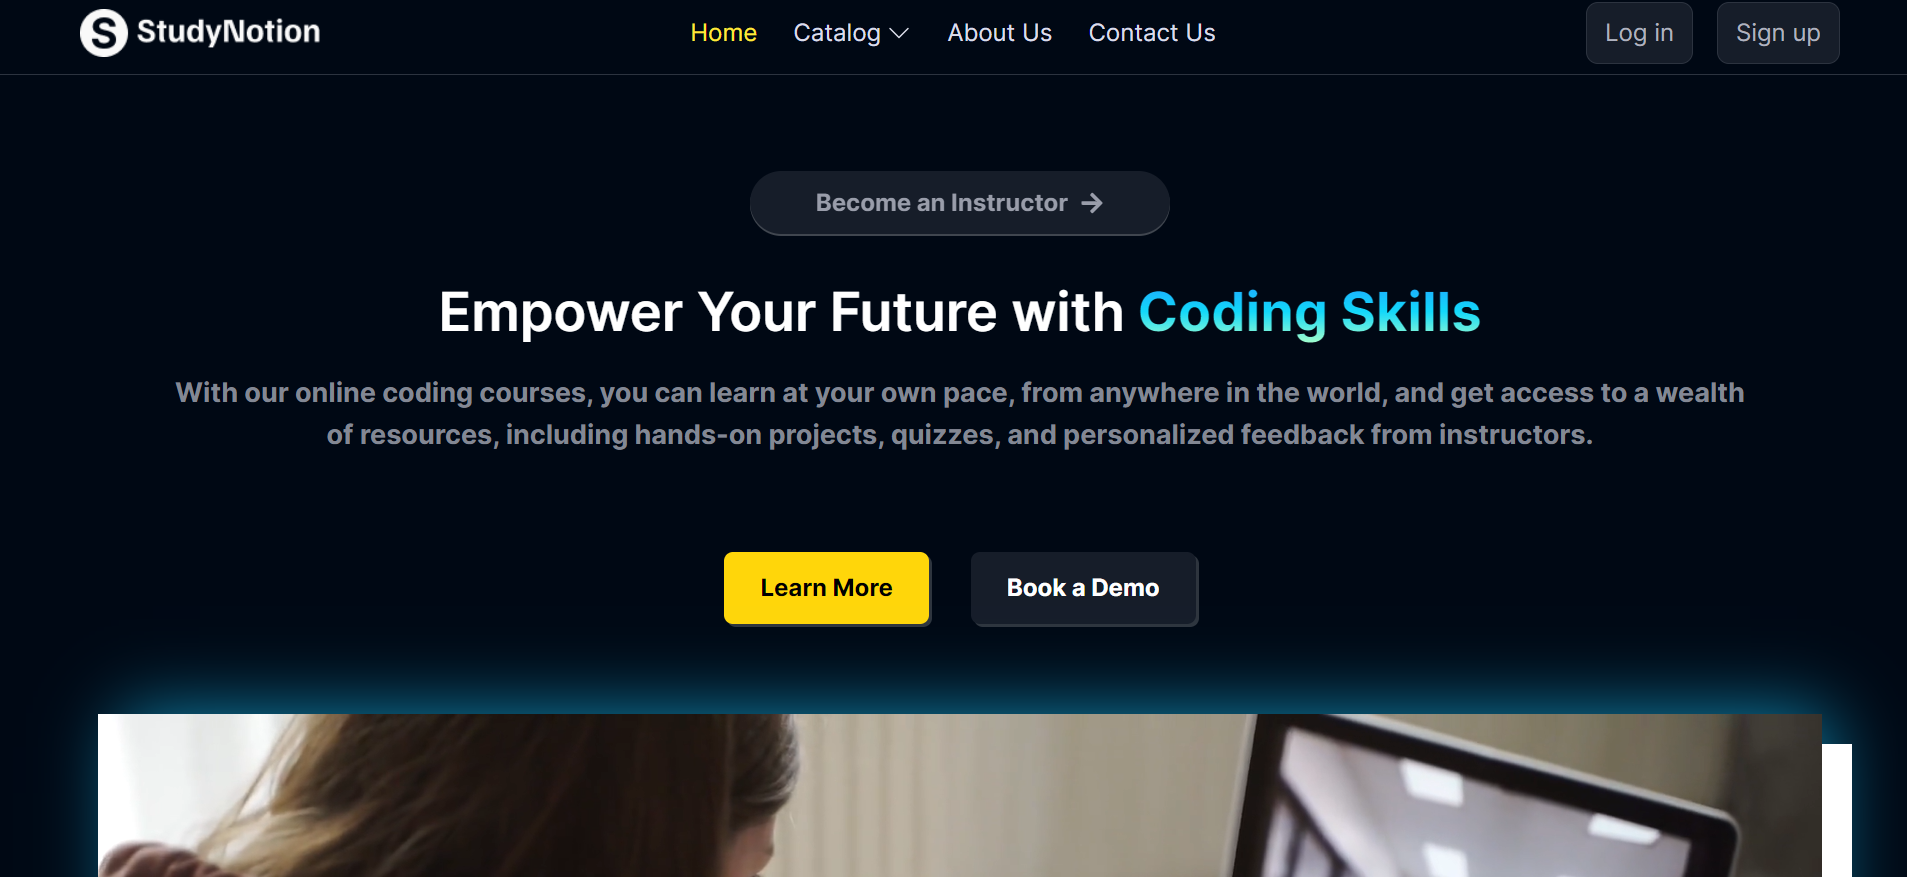 S StudyNotion
Home Catalog About Us Contact Us
Log in Sign up
Become an Instructor →
Empower Your Future with Coding Skills
With our online coding courses, you can learn at your own pace, from anywhere in the world, and get access to a wealth
of resources, including hands-on projects, quizzes, and personalized feedback from instructors.
Learn More Book a Demo